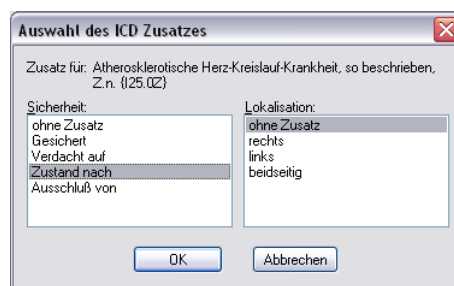 Auswahl des ICD Zusatzes
Zusatz für: Atherosklerotische Herz-Kreislauf-Krankheit, so beschrieben,
Z.n. {I25.0Z}
Sicherheit:
ohne Zusatz
Gesichert
Verdacht auf
Zustand nach
Ausschluß von
Lokalisation:
ohne Zusatz
rechts
links
beidseitig
OK
Abbrechen